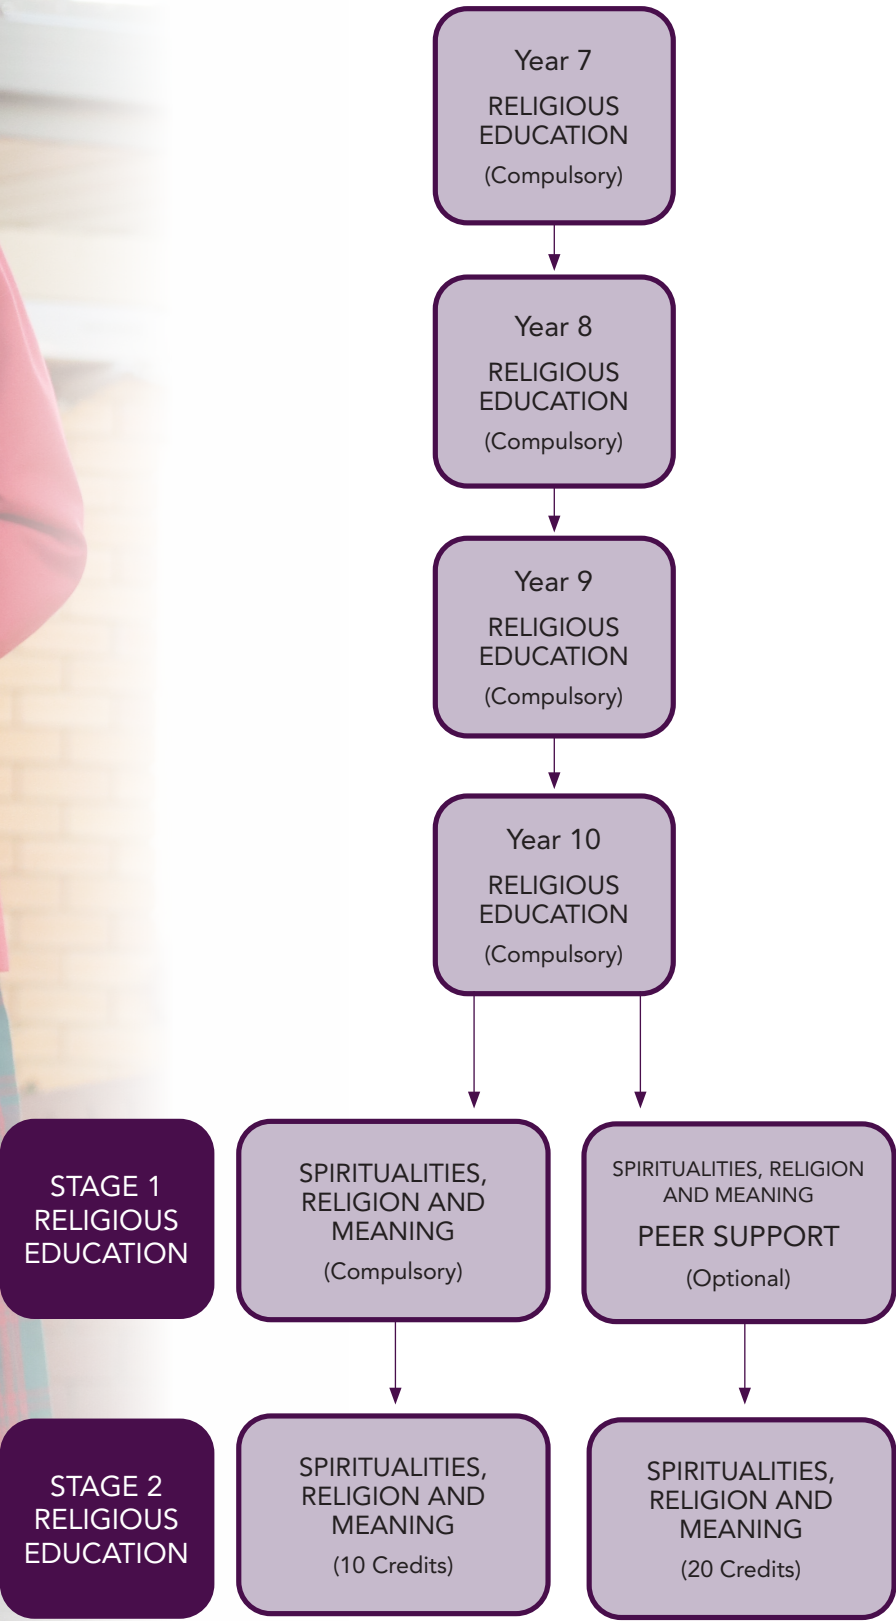 Year 7
RELIGIOUS
EDUCATION
(Compulsory)
Year 8
RELIGIOUS
EDUCATION
(Compulsory)
Year 9
RELIGIOUS
EDUCATION
(Compulsory)
Year 10
RELIGIOUS
EDUCATION
(Compulsory)
STAGE 1
RELIGIOUS
EDUCATION
SPIRITUALITIES,
RELIGION AND
MEANING
(Compulsory)
SPIRITUALITIES, RELIGION
AND MEANING
PEER SUPPORT
(Optional)
STAGE 2
RELIGIOUS
EDUCATION
SPIRITUALITIES,
RELIGION AND
MEANING
(10 Credits)
SPIRITUALITIES,
RELIGION AND
MEANING
(20 Credits)